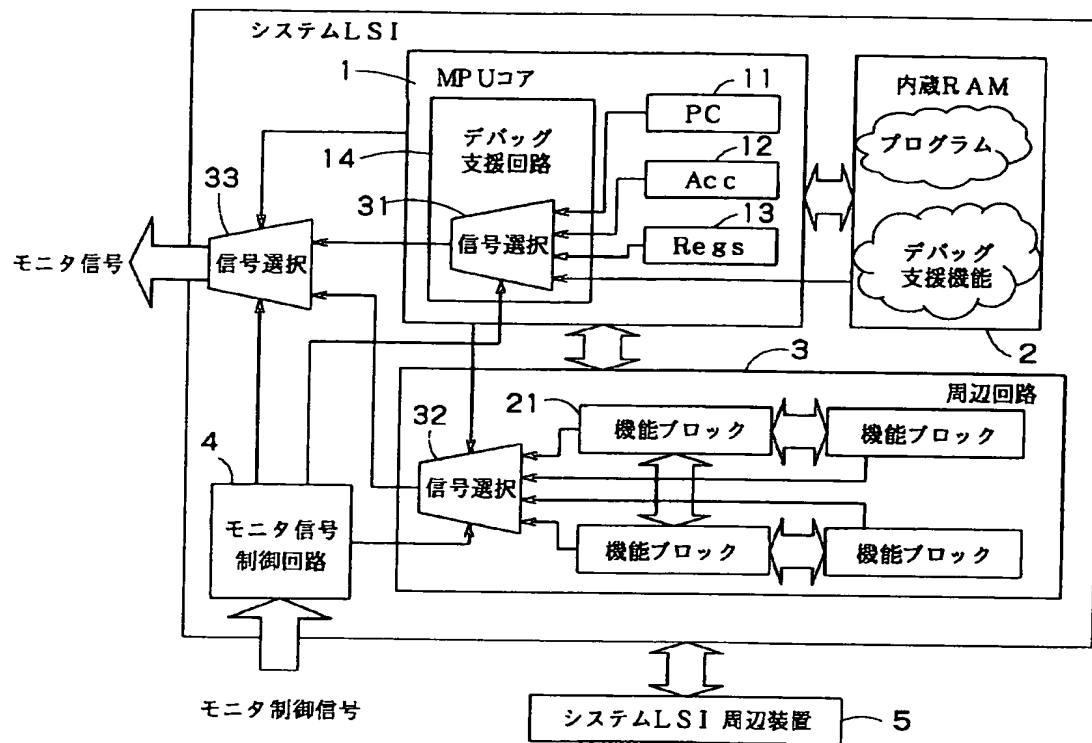 システムLSI
1
MPUコア
11
PC
内蔵RAM
プログラム
14
デバッグ
支援回路
12
Acc
33
31
13
Regs
信号選択
信号選択
モニタ信号
デバッグ
支援機能
2
3
周辺回路
21
機能ブロック
機能ブロック
32
信号選択
4
モニタ信号
制御回路
機能ブロック
機能ブロック
モニタ制御信号
システムLSI 周辺装置
5